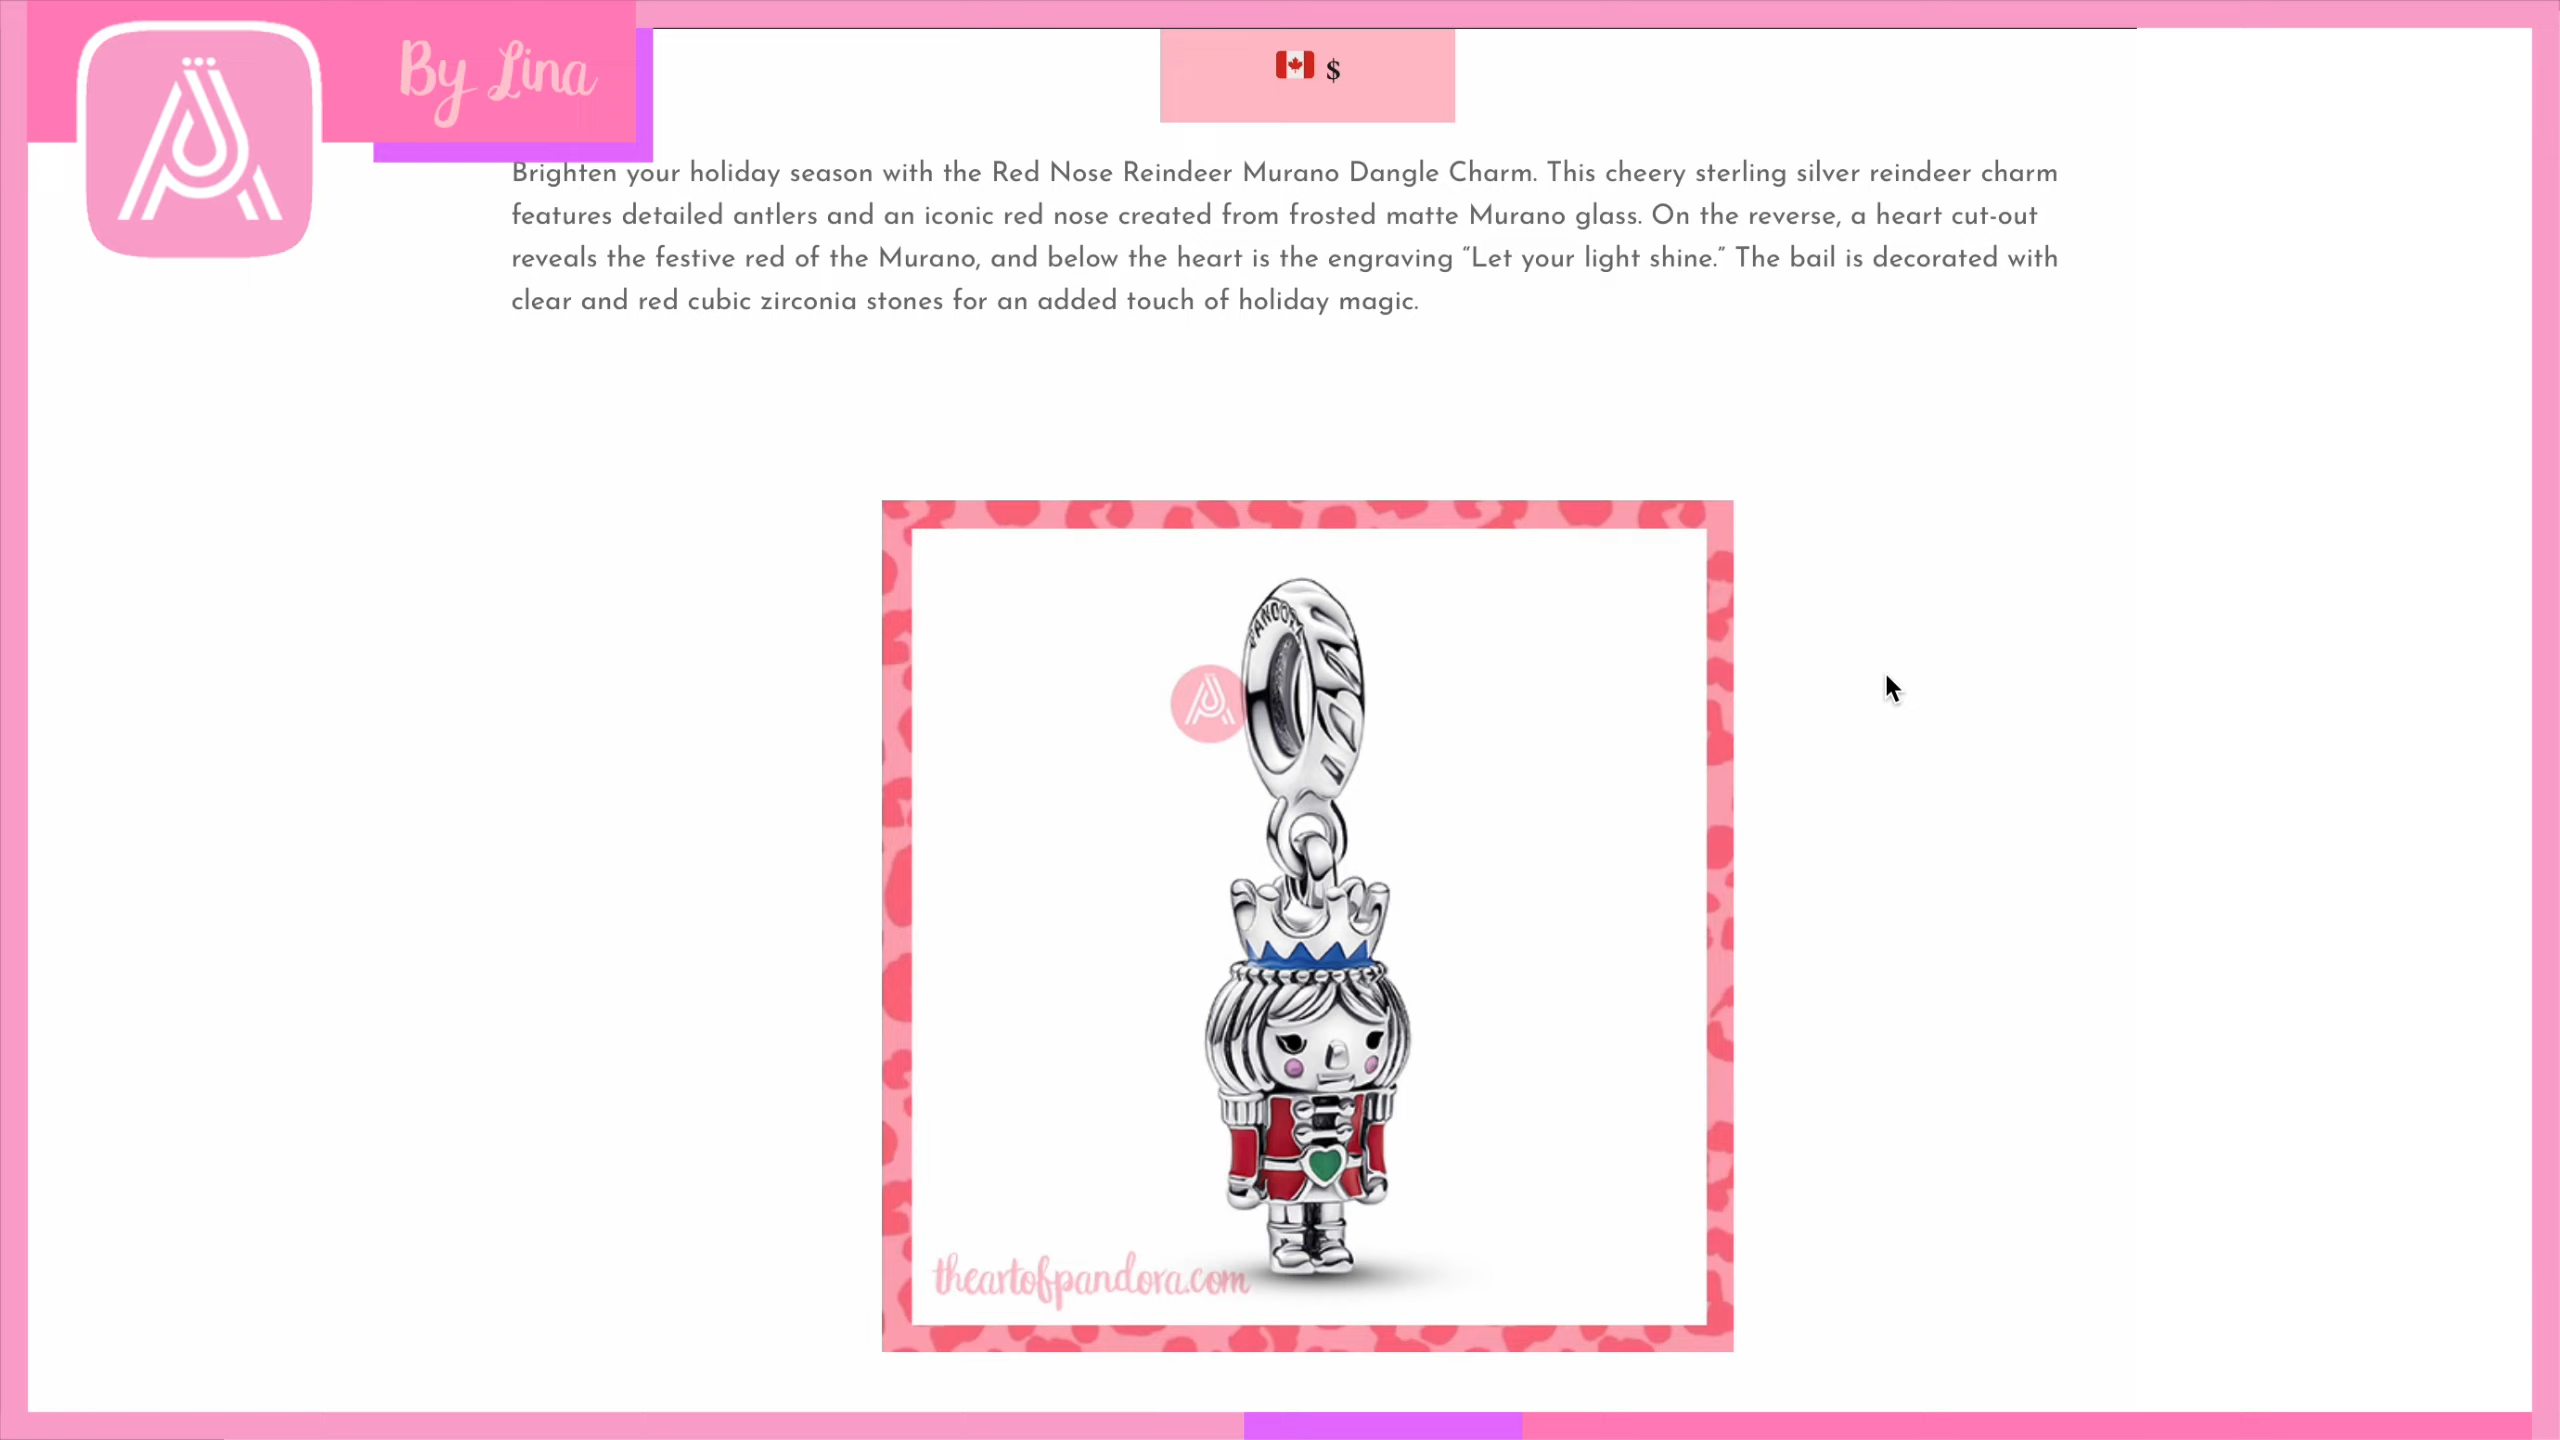 By Lina
$
Brighten your holiday season with the Red Nose Reindeer Murano Dangle Charm. This cheery sterling silver reindeer charm
features detailed antlers and an iconic red nose created from frosted matte Murano glass. On the reverse, a heart cut-out
reveals the festive red of the Murano, and below the heart is the engraving “Let your light shine.” The bail is decorated with
clear and red cubic zirconia stones for an added touch of holiday magic.
PANDORA
theartofpandora.com